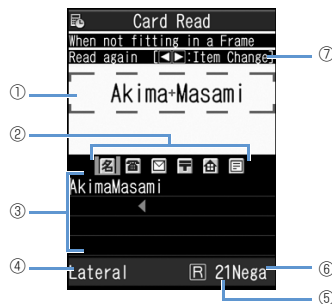 Card Read
When not fitting in a Frame
Read again [◀▶:Item Change]
⑦
① Akima+Masami
②
名 ☎ ✉ 〒
③ AkimaMasami
④ Lateral R 21Nega ⑥
⑤